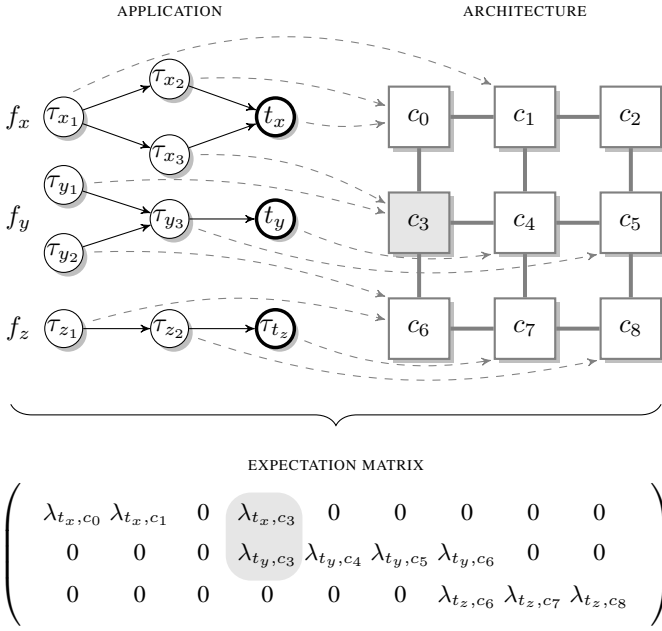 APPLICATION ARCHITECTURE
f_x τ_{x_1} τ_{x_2} τ_{x_3} t_x c_0 c_1 c_2
f_y τ_{y_1} τ_{y_2} τ_{y_3} t_y c_3 c_4 c_5
f_z τ_{z_1} τ_{z_2} τ_{t_z} c_6 c_7 c_8
EXPECTATION MATRIX
λ_{t_x,c_0} λ_{t_x,c_1} 0 λ_{t_x,c_3} 0 0 0 0 0
0 0 0 λ_{t_y,c_3} λ_{t_y,c_4} λ_{t_y,c_5} λ_{t_y,c_6} 0 0
0 0 0 0 0 0 λ_{t_z,c_6} λ_{t_z,c_7} λ_{t_z,c_8}